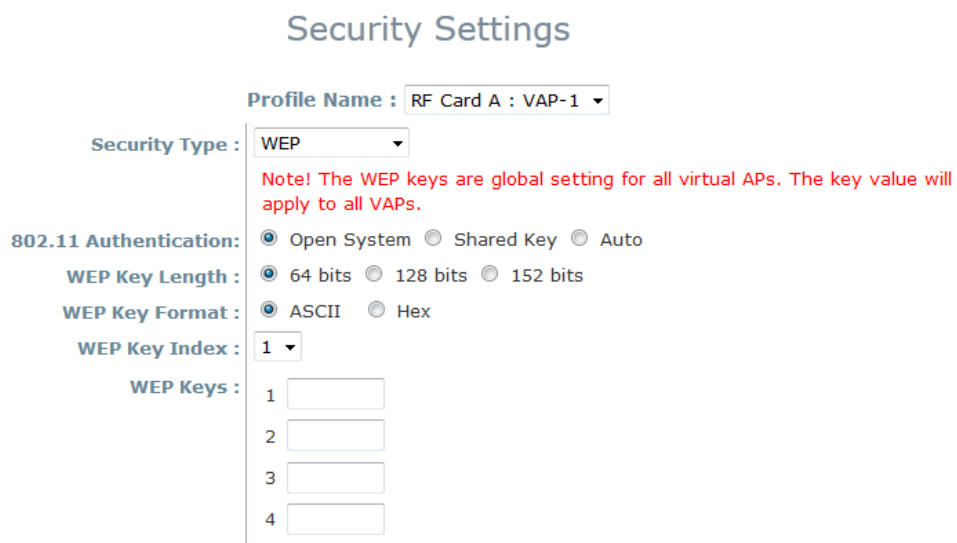 Security Settings
Profile Name : RF Card A : VAP-1
Security Type : WEP
Note! The WEP keys are global setting for all virtual APs. The key value will
apply to all VAPs.
802.11 Authentication: Open System Shared Key Auto
WEP Key Length : 64 bits 128 bits 152 bits
WEP Key Format : ASCII Hex
WEP Key Index : 1
WEP Keys : 1
2
3
4